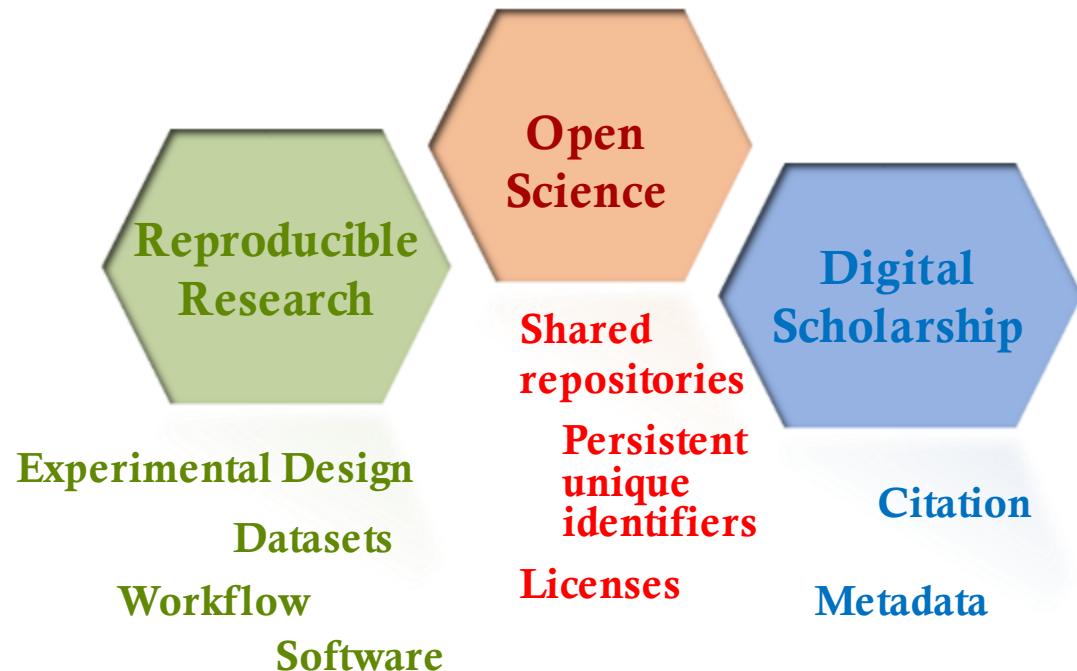 Open
Science
Reproducible
Research
Digital
Scholarship
Shared
repositories
Persistent
unique
identifiers
Licenses
Experimental Design
Datasets
Workflow
Software
Citation
Metadata